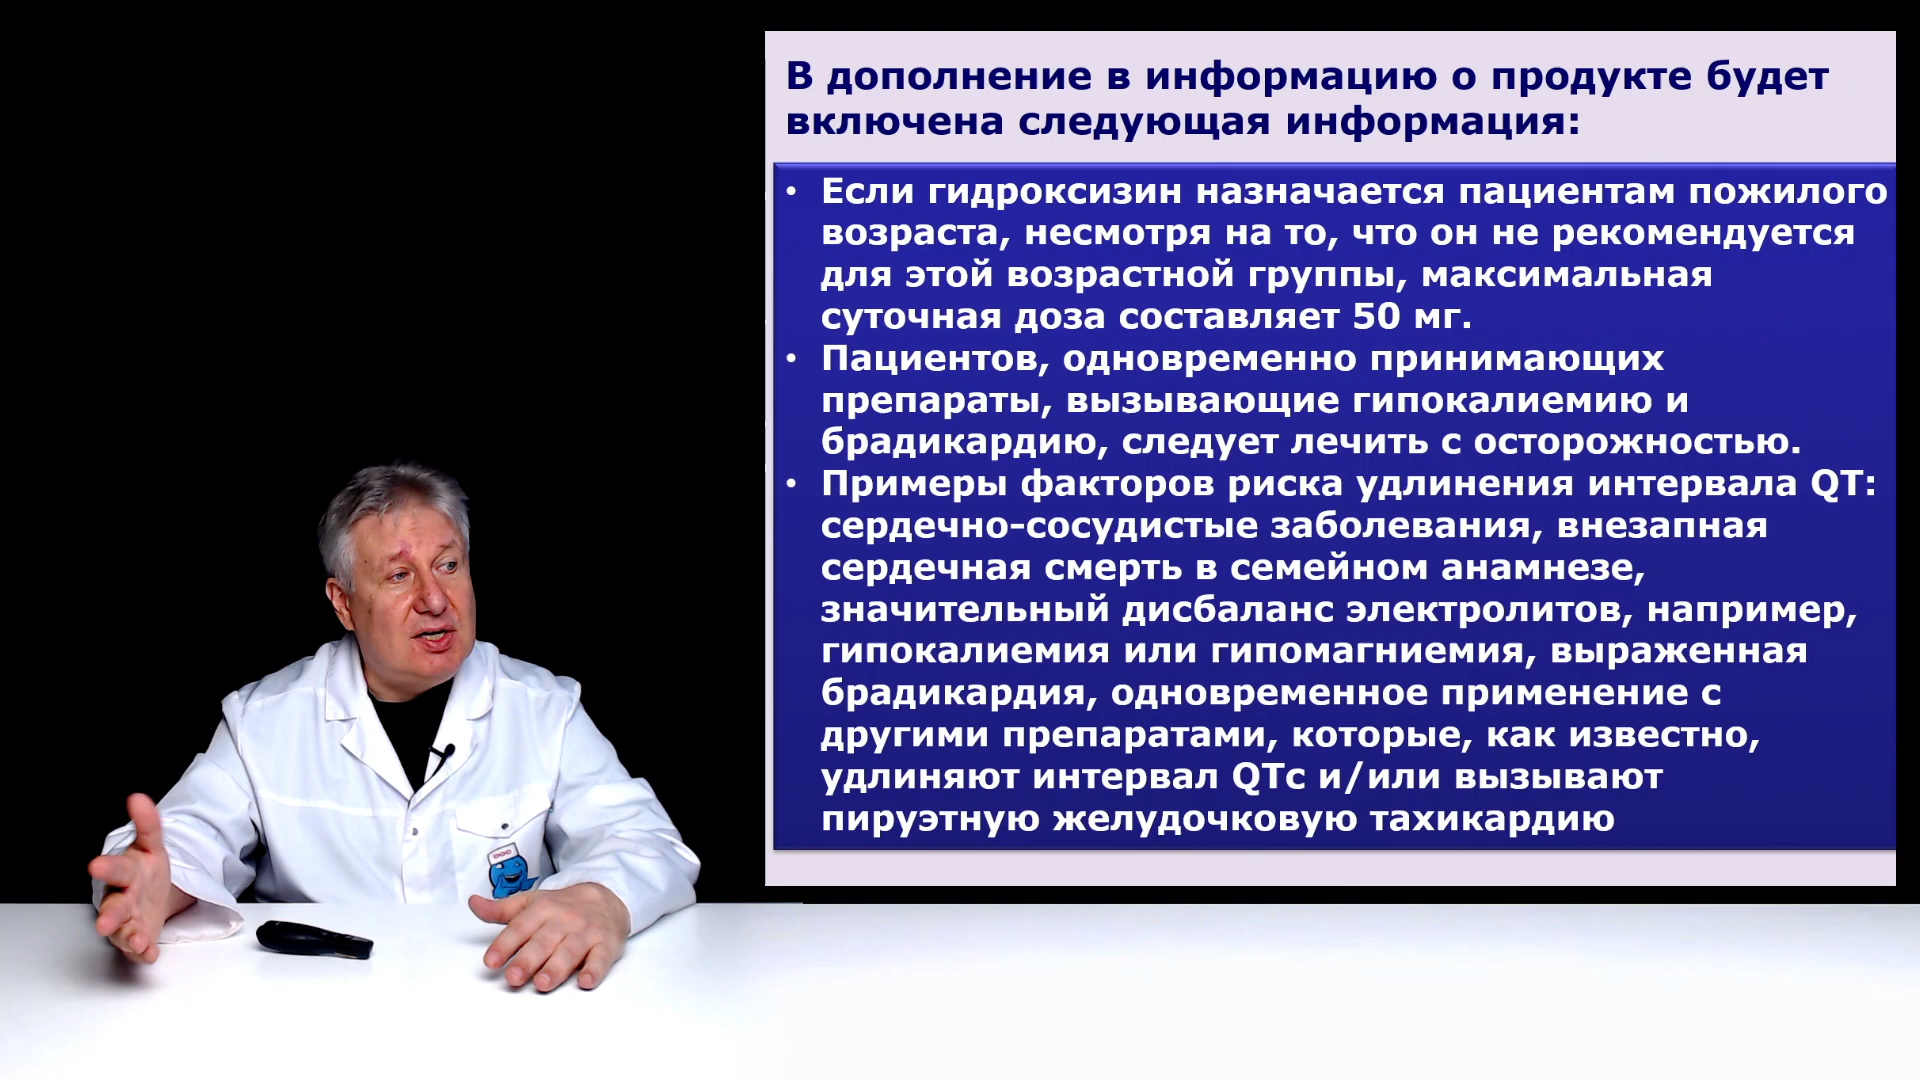 В дополнение в информацию о продукте будет
включена следующая информация:
• Если гидроксизин назначается пациентам пожилого
возраста, несмотря на то, что он не рекомендуется
для этой возрастной группы, максимальная
суточная доза составляет 50 мг.
• Пациентов, одновременно принимающих
препараты, вызывающие гипокалиемию и
брадикардию, следует лечить с осторожностью.
• Примеры факторов риска удлинения интервала QT:
сердечно-сосудистые заболевания, внезапная
сердечная смерть в семейном анамнезе,
значительный дисбаланс электролитов, например,
гипокалиемия или гипомагниемия, выраженная
брадикардия, одновременное применение с
другими препаратами, которые, как известно,
удлиняют интервал QTc и/или вызывают
пируэтную желудочковую тахикардию